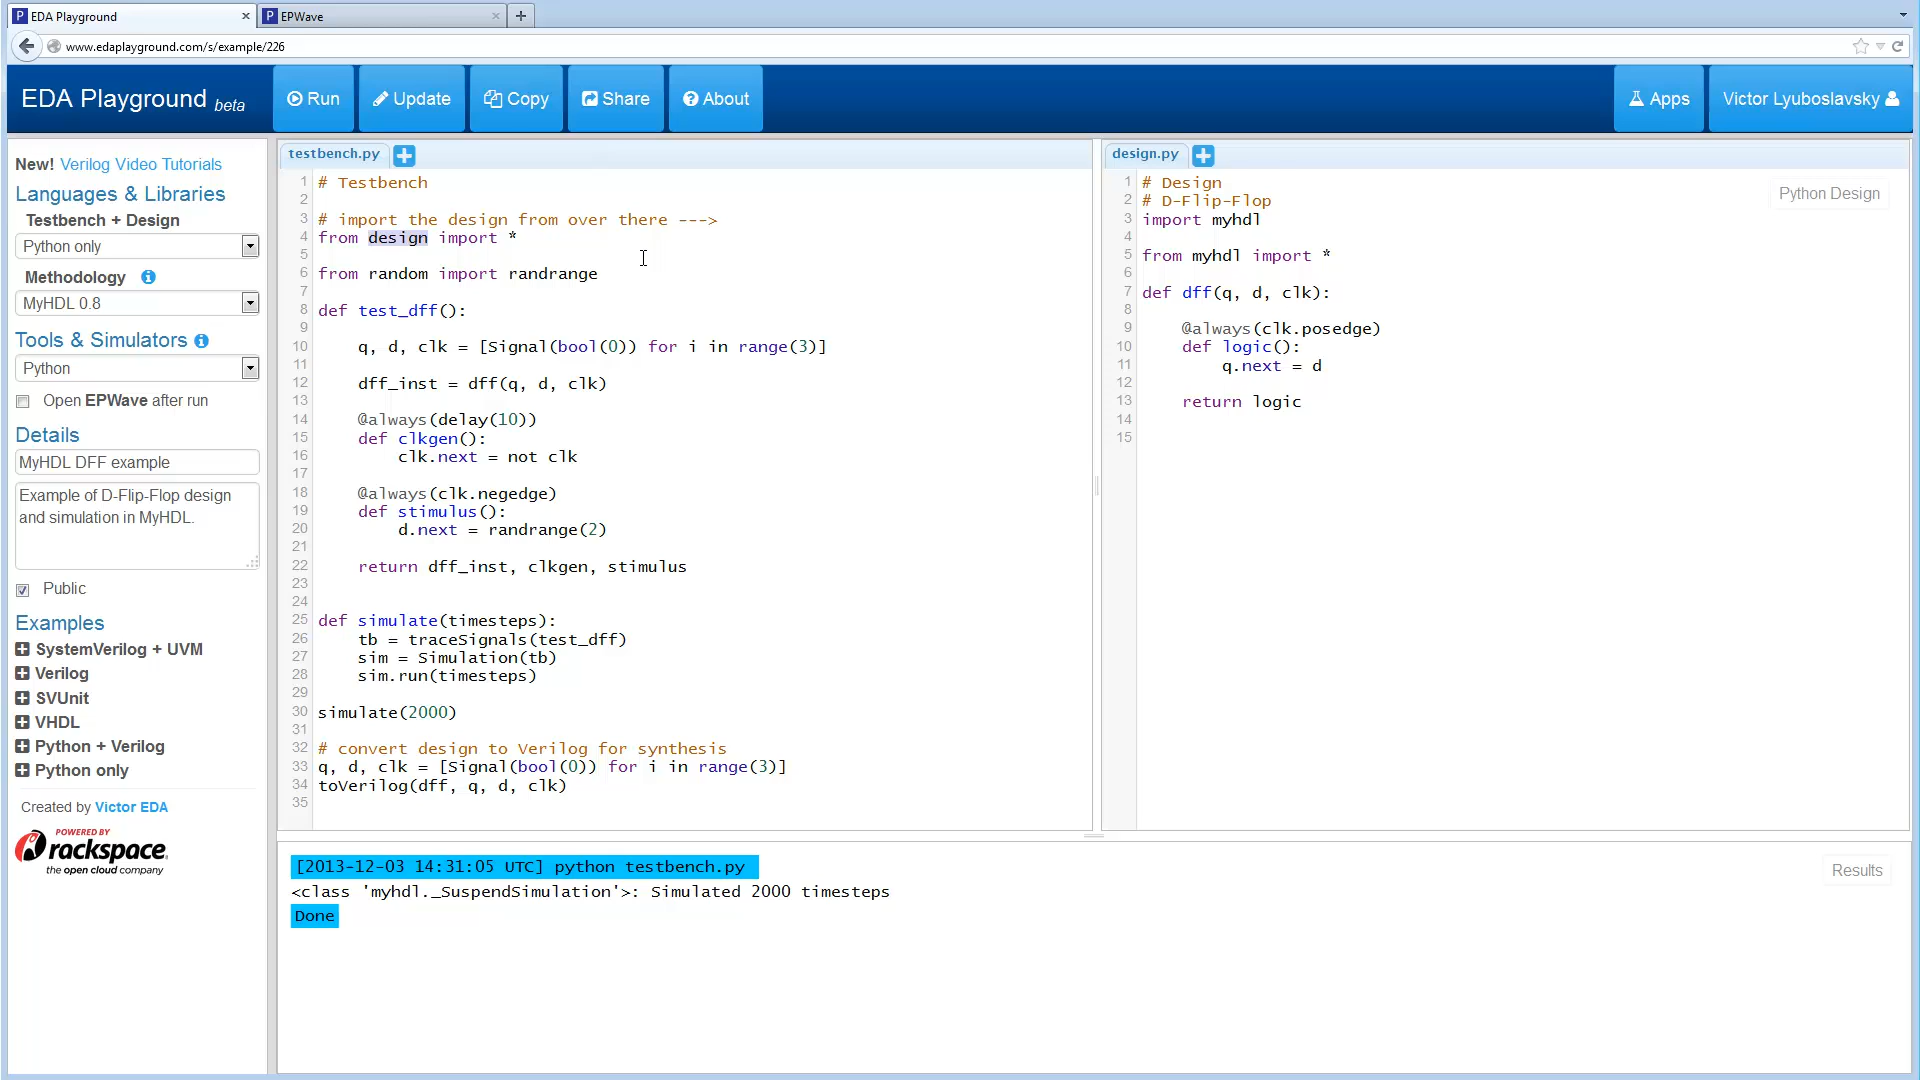 EDA Playground
EPWave
www.edaplayground.com/s/example/226
EDA Playground beta
Run
Update
Copy
Share
About
Apps
Victor Lyuboslavsky
New! Verilog Video Tutorials
Languages & Libraries
Testbench + Design
Python only
Methodology
MyHDL 0.8
Tools & Simulators
Python
Open EPWave after run
Details
MyHDL DFF example
Example of D-Flip-Flop design
and simulation in MyHDL.
Public
Examples
SystemVerilog + UVM
Verilog
SVUnit
VHDL
Python + Verilog
Python only
Created by Victor EDA
POWERED BY
rackspace
the open cloud company
testbench.py
1 # Testbench
2
3 # import the design from over there --->
4 from design import *
5
6 from random import randrange
7
8 def test_dff():
9
10     q, d, clk = [Signal(bool(0)) for i in range(3)]
11
12     dff_inst = dff(q, d, clk)
13
14     @always(delay(10))
15     def clkgen():
16         clk.next = not clk
17
18     @always(clk.negedge)
19     def stimulus():
20         d.next = randrange(2)
21
22     return dff_inst, clkgen, stimulus
23
24
25 def simulate(timesteps):
26     tb = traceSignals(test_dff)
27     sim = Simulation(tb)
28     sim.run(timesteps)
29
30 simulate(2000)
31
32 # convert design to Verilog for synthesis
33 q, d, clk = [Signal(bool(0)) for i in range(3)]
34 toVerilog(dff, q, d, clk)
35
design.py
Python Design
1 # Design
2 # D-Flip-Flop
3 import myhdl
4
5 from myhdl import *
6
7 def dff(q, d, clk):
8
9     @always(clk.posedge)
10     def logic():
11         q.next = d
12
13     return logic
14
15
[2013-12-03 14:31:05 UTC] python testbench.py
<class 'myhdl._SuspendSimulation'>: Simulated 2000 timesteps
Done
Results